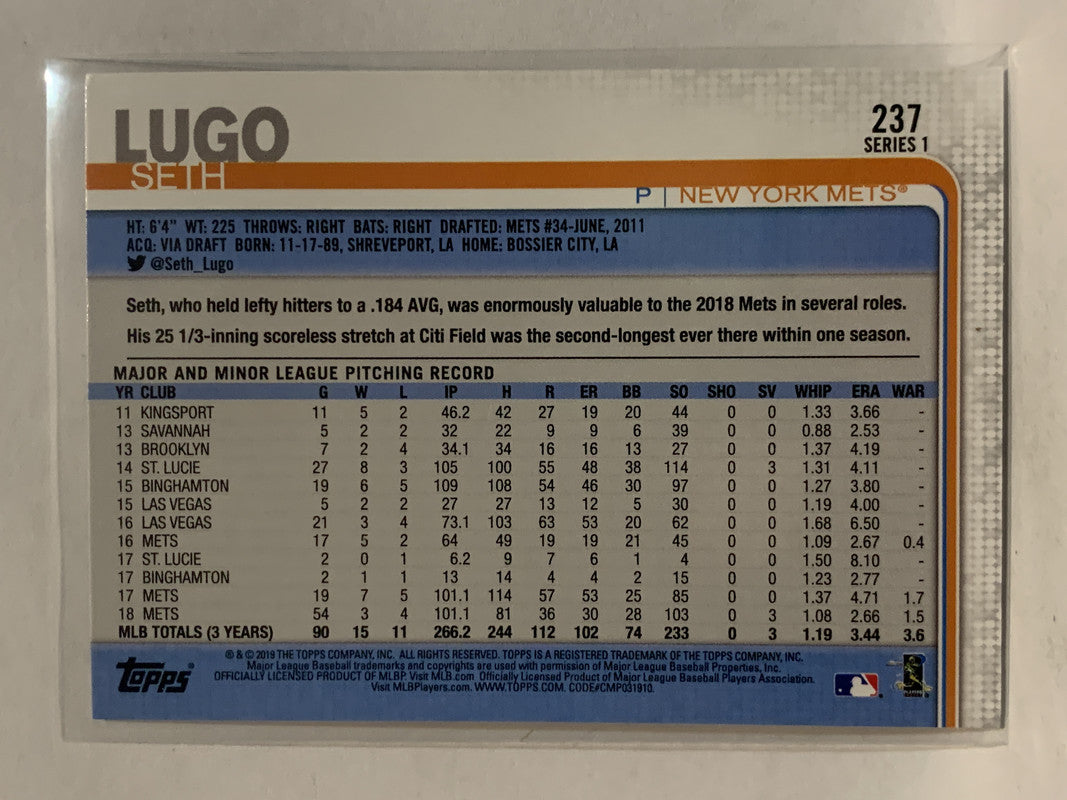 LUGO
SETH
237
SERIES 1
P | NEW YORK METS®
HT: 6'4" WT: 225 THROWS: RIGHT BATS: RIGHT DRAFTED: METS #34-JUNE, 2011
ACQ: VIA DRAFT BORN: 11-17-89, SHREVEPORT, LA HOME: BOSSIER CITY, LA
@Seth_Lugo
Seth, who held lefty hitters to a .184 AVG, was enormously valuable to the 2018 Mets in several roles.
His 25 1/3-inning scoreless stretch at Citi Field was the second-longest ever there within one season.
MAJOR AND MINOR LEAGUE PITCHING RECORD
YR CLUB G W L IP H R ER BB SO SHO SV WHIP ERA WAR
11 KINGSPORT 11 5 2 46.2 42 27 19 20 44 0 0 1.33 3.66 -
13 SAVANNAH 5 2 2 32 22 9 9 6 39 0 0 0.88 2.53 -
13 BROOKLYN 7 2 4 34.1 34 16 16 13 27 0 0 1.37 4.19 -
14 ST. LUCIE 27 8 3 105 100 55 48 38 114 0 3 1.31 4.11 -
15 BINGHAMTON 19 6 5 109 108 54 46 30 97 0 0 1.27 3.80 -
15 LAS VEGAS 5 2 2 27 27 13 12 5 30 0 0 1.19 4.00 -
16 LAS VEGAS 21 3 4 73.1 103 63 53 20 62 0 0 1.68 6.50 -
16 METS 17 5 2 64 49 19 19 21 45 0 0 1.09 2.67 0.4
17 ST. LUCIE 2 0 1 6.2 9 7 6 1 4 0 0 1.50 8.10 -
17 BINGHAMTON 2 1 1 13 14 4 4 2 15 0 0 1.23 2.77 -
17 METS 19 7 5 101.1 114 57 53 25 85 0 0 1.37 4.71 1.7
18 METS 54 3 4 101.1 81 36 30 28 103 0 3 1.08 2.66 1.5
MLB TOTALS (3 YEARS) 90 15 11 266.2 244 112 102 74 233 0 3 1.19 3.44 3.6
topps®
® & © 2019 THE TOPPS COMPANY, INC. ALL RIGHTS RESERVED. TOPPS IS A REGISTERED TRADEMARK OF THE TOPPS COMPANY, INC.
Major League Baseball trademarks and copyrights are used with permission of Major League Baseball Properties, Inc.
OFFICIALLY LICENSED PRODUCT OF MLBP. Visit MLB.com Officially Licensed Product of Major League Baseball Players Association.
Visit MLBPlayers.com. WWW.TOPPS.COM. CODE#CMP031910.